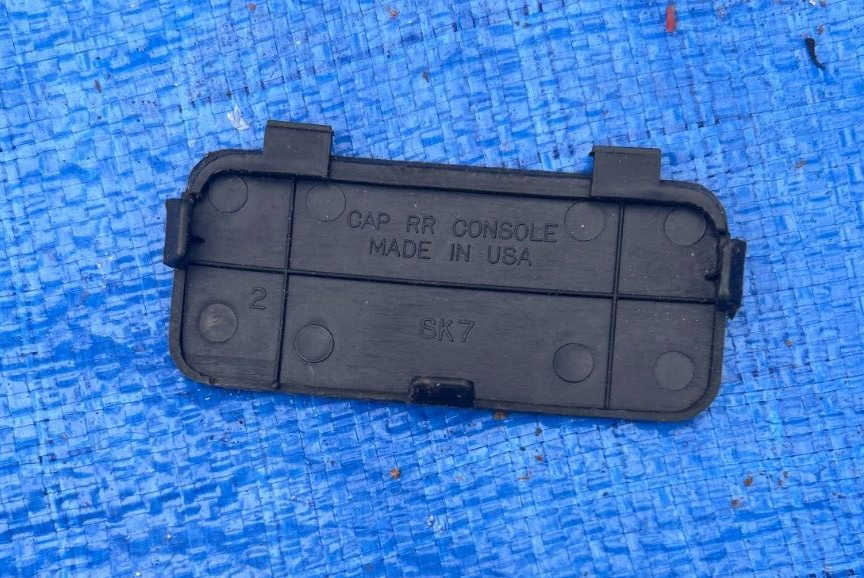 CAP RR CONSOLE
MADE IN USA
2
SK7